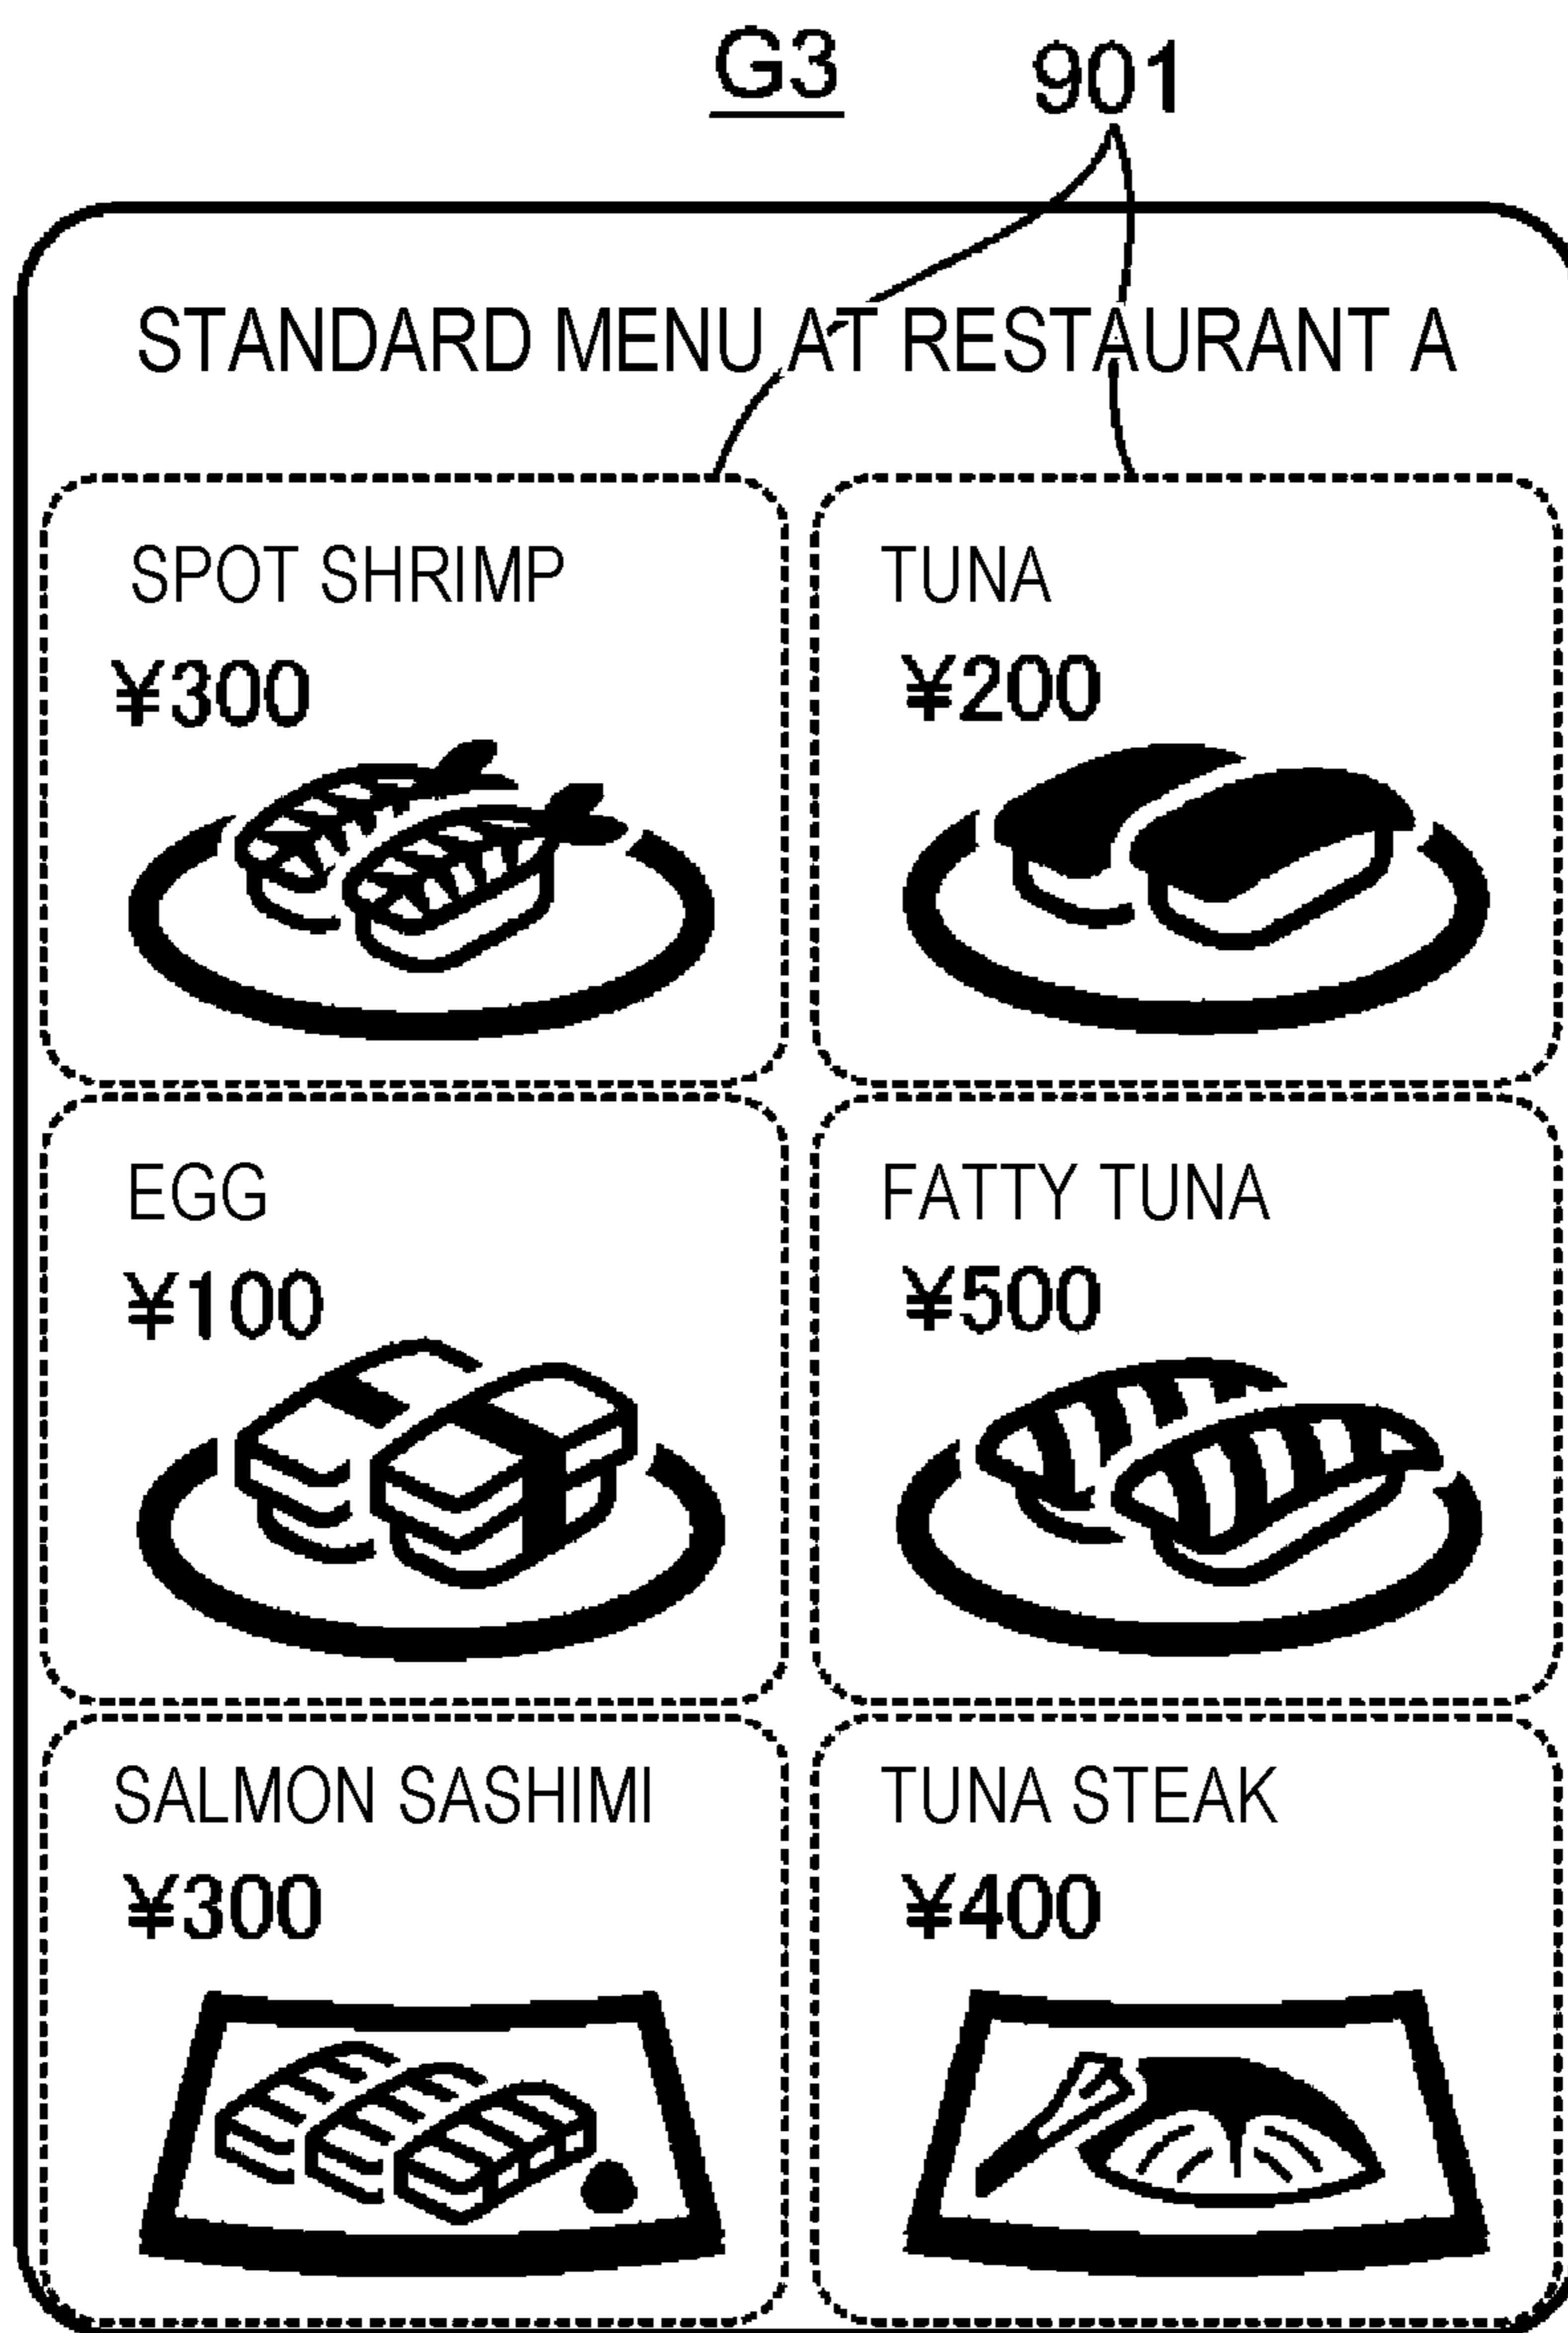 G3 901
STANDARD MENU AT RESTAURANT A
SPOT SHRIMP
¥300
TUNA
¥200
EGG
¥100
FATTY TUNA
¥500
SALMON SASHIMI
¥300
TUNA STEAK
¥400